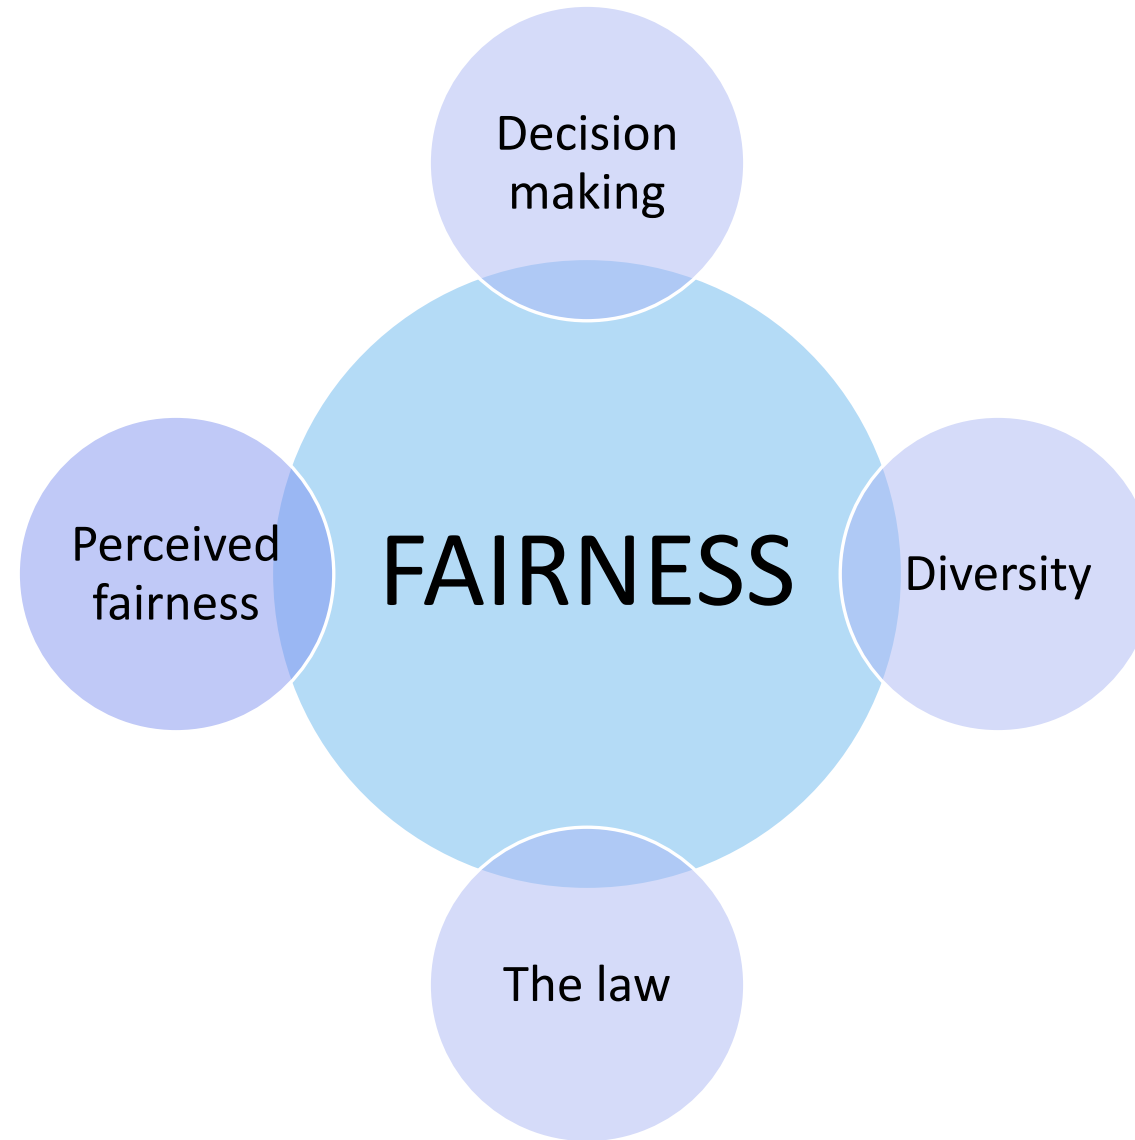 Decision
making
Perceived
fairness
FAIRNESS
Diversity
The law